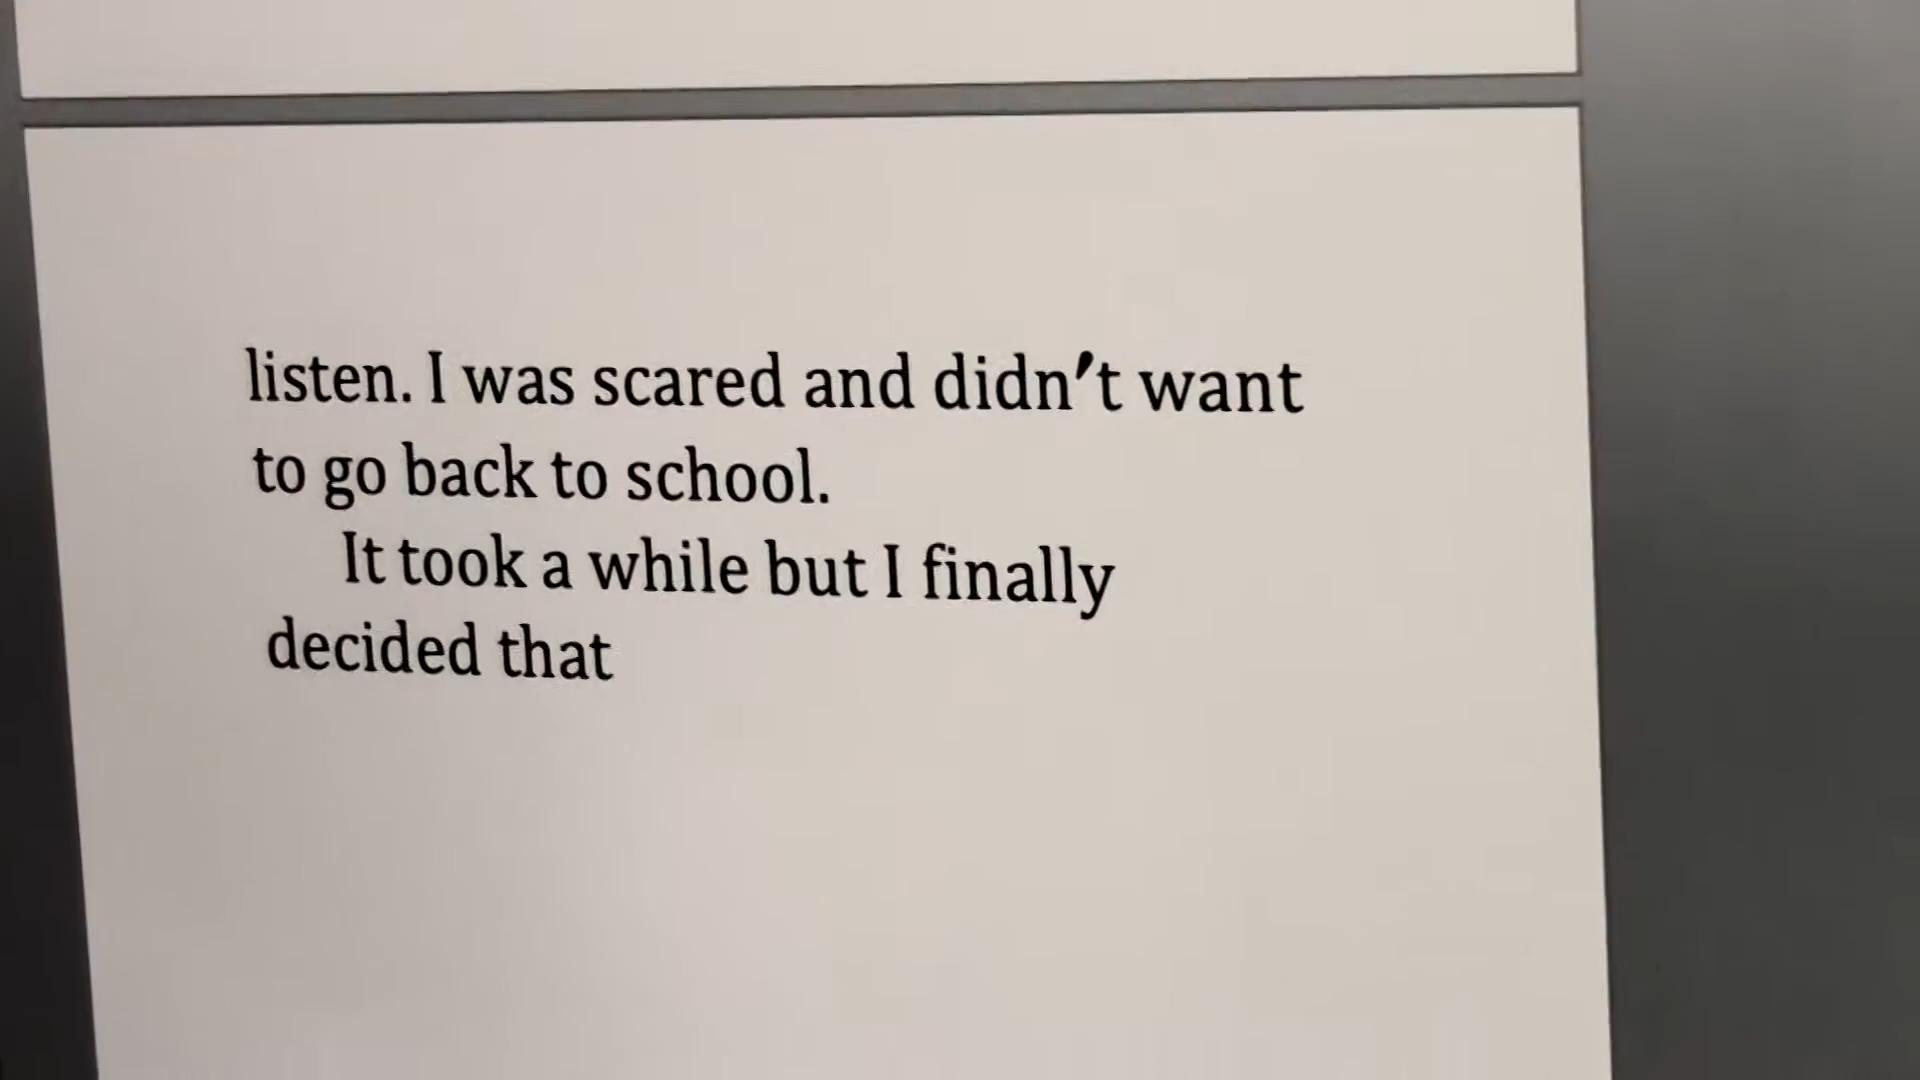 listen. I was scared and didn't want
to go back to school.
It took a while but I finally
decided that